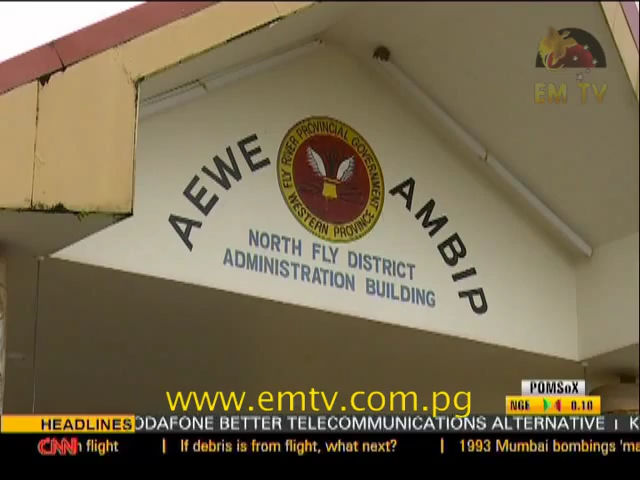 EM TV
AEWE AMBIP
FLY RIVER PROVINCIAL GOVERNMENT
WESTERN PROVINCE
NORTH FLY DISTRICT
ADMINISTRATION BUILDING
www.emtv.com.pg
POMSoX
NGE 0.10
HEADLINES ODAFONE BETTER TELECOMMUNICATIONS ALTERNATIVE | K
CNN n flight | If debris is from flight, what next? | 1993 Mumbai bombings 'ma